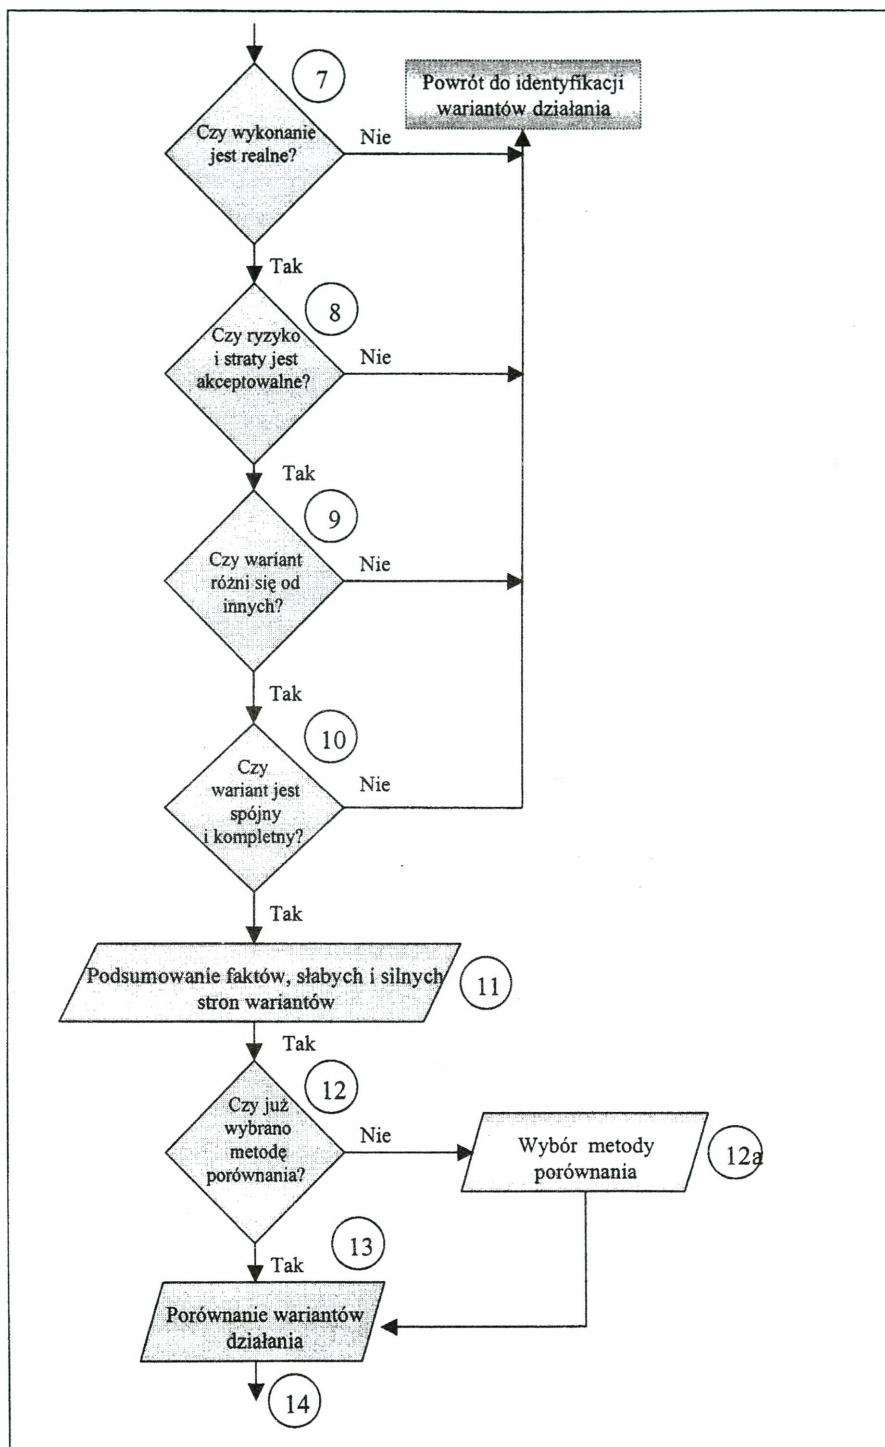 7
Powrót do identyfikacji
wariantów działania
Czy wykonanie
jest realne?
Nie
Tak
8
Czy ryzyko
i straty jest
akceptowalne?
Nie
Tak
9
Czy wariant
różni się od
innych?
Nie
Tak
10
Czy
wariant jest
spójny
i kompletny?
Nie
Tak
Podsumowanie faktów, słabych i silnych
stron wariantów
11
Tak
12
Czy już
wybrano
metodę
porównania?
Nie
Wybór metody
porównania
12a
13
Tak
Porównanie wariantów
działania
14